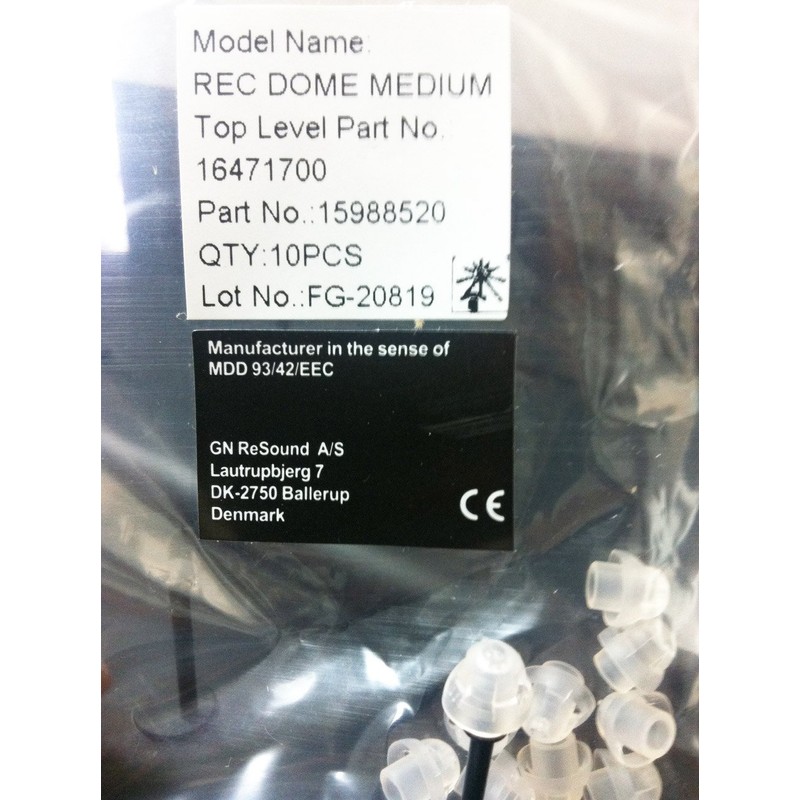 Model Name:
REC DOME MEDIUM
Top Level Part No.:
16471700
Part No.:15988520
QTY:10PCS
Lot No.:FG-20819
Manufacturer in the sense of
MDD 93/42/EEC
GN ReSound A/S
Lautrupbjerg 7
DK-2750 Ballerup
Denmark
CE